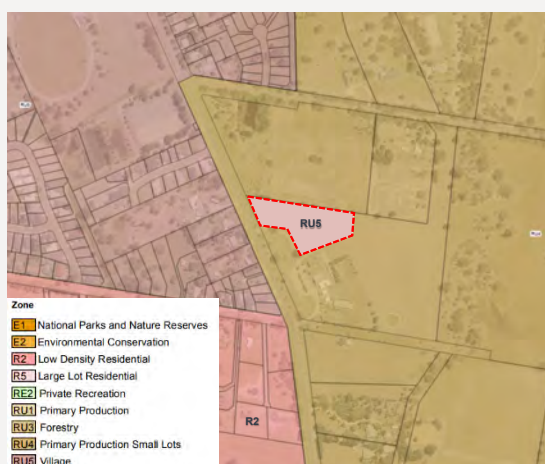 RU5
R2
Zone
E1 National Parks and Nature Reserves
E2 Environmental Conservation
R2 Low Density Residential
R5 Large Lot Residential
RE2 Private Recreation
RU1 Primary Production
RU3 Forestry
RU4 Primary Production Small Lots
RU5 Village